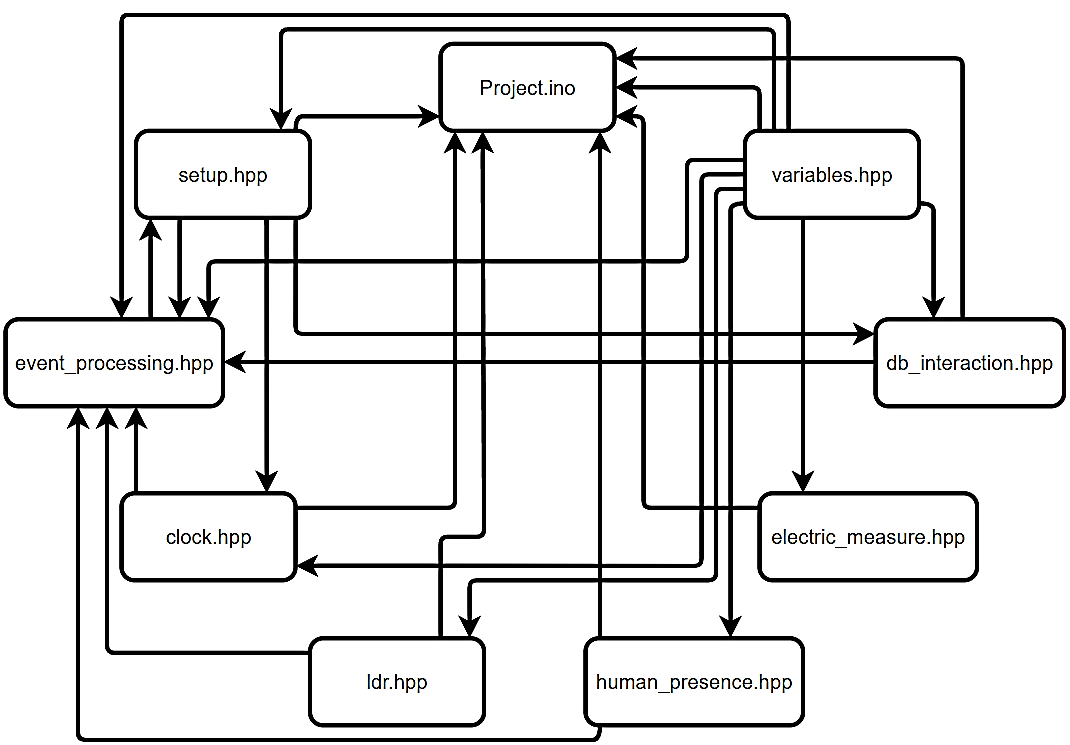 Project.ino
setup.hpp
variables.hpp
event_processing.hpp
db_interaction.hpp
clock.hpp
electric_measure.hpp
ldr.hpp
human_presence.hpp